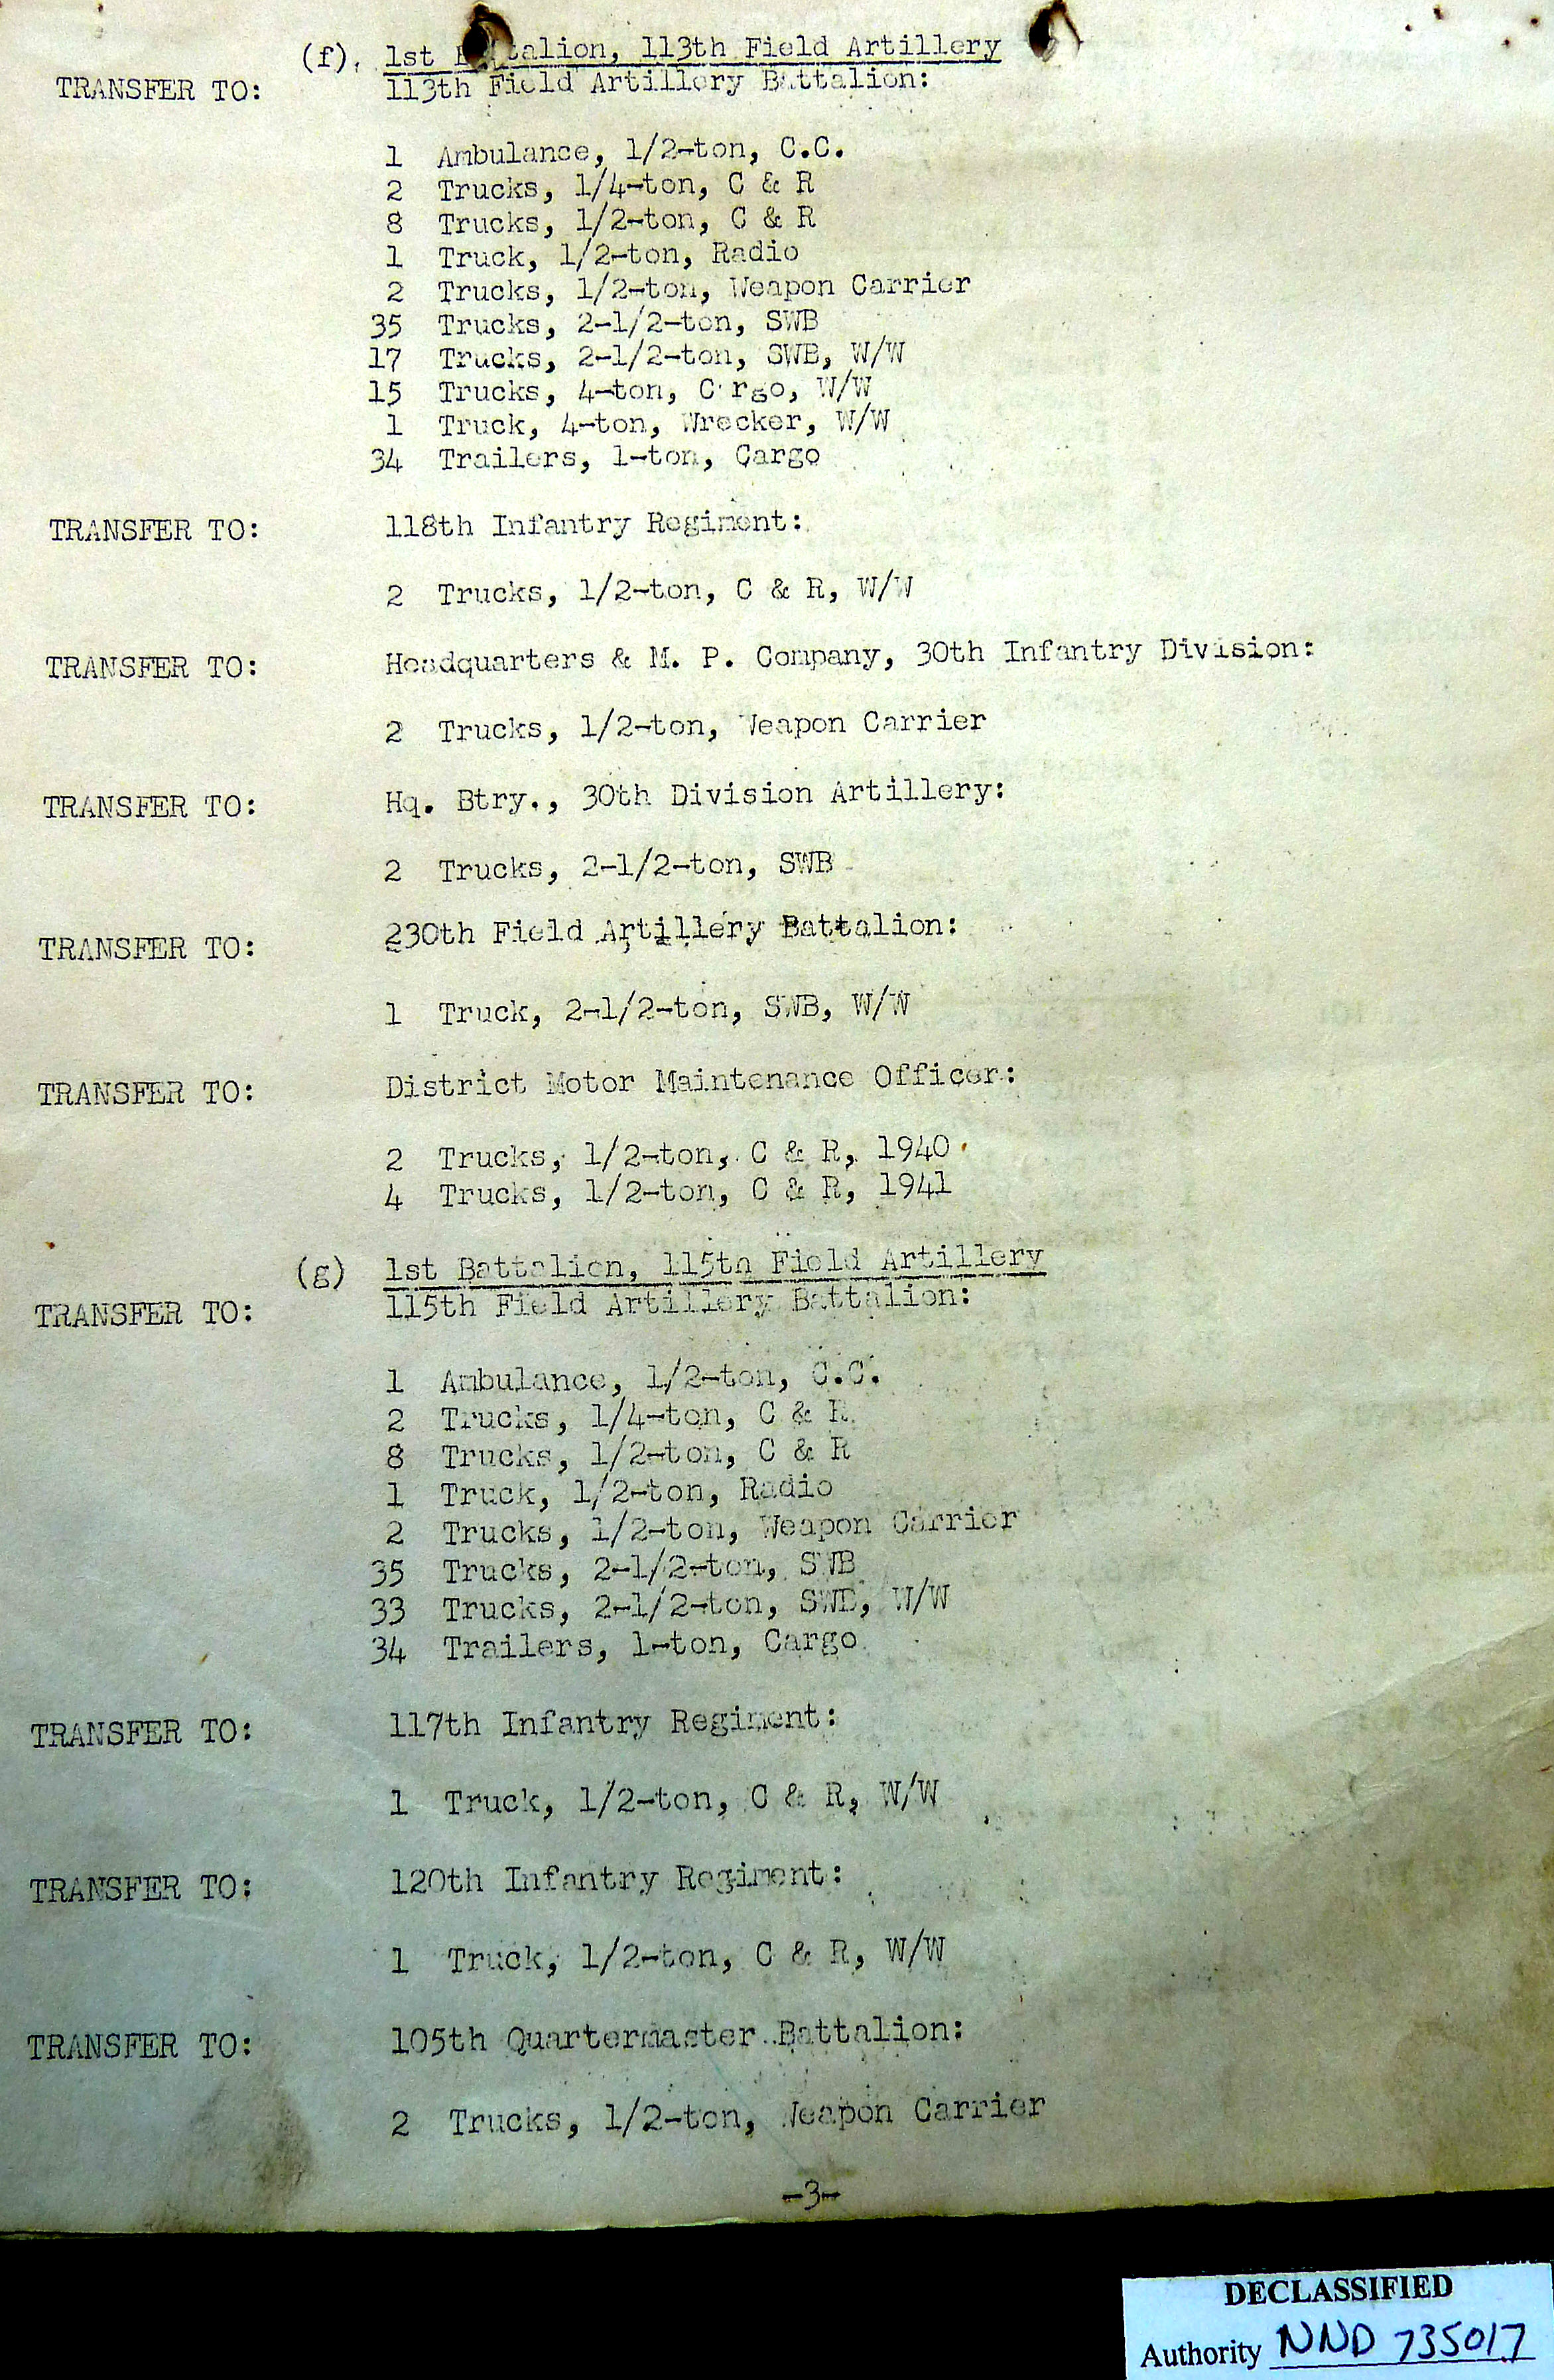 (f). 1st Battalion, 113th Field Artillery
TRANSFER TO: 113th Field Artillery Battalion:
1 Ambulance, 1/2-ton, C.C.
2 Trucks, 1/4-ton, C & R
8 Trucks, 1/2-ton, C & R
1 Truck, 1/2-ton, Radio
2 Trucks, 1/2-ton, Weapon Carrier
35 Trucks, 2-1/2-ton, SWB
17 Trucks, 2-1/2-ton, SWB, W/W
15 Trucks, 4-ton, Cargo, W/W
1 Truck, 4-ton, Wrecker, W/W
34 Trailers, 1-ton, Cargo
TRANSFER TO: 118th Infantry Regiment:
2 Trucks, 1/2-ton, C & R, W/W
TRANSFER TO: Headquarters & M. P. Company, 30th Infantry Division:
2 Trucks, 1/2-ton, Weapon Carrier
TRANSFER TO: Hq. Btry., 30th Division Artillery:
2 Trucks, 2-1/2-ton, SWB
TRANSFER TO: 230th Field Artillery Battalion:
1 Truck, 2-1/2-ton, SWB, W/W
TRANSFER TO: District Motor Maintenance Officer:
2 Trucks, 1/2-ton, C & R, 1940
4 Trucks, 1/2-ton, C & R, 1941
(g) 1st Battalion, 115th Field Artillery
TRANSFER TO: 115th Field Artillery Battalion:
1 Ambulance, 1/2-ton, C.C.
2 Trucks, 1/4-ton, C & R
8 Trucks, 1/2-ton, C & R
1 Truck, 1/2-ton, Radio
2 Trucks, 1/2-ton, Weapon Carrier
35 Trucks, 2-1/2-ton, SWB
33 Trucks, 2-1/2-ton, SWB, W/W
34 Trailers, 1-ton, Cargo
TRANSFER TO: 117th Infantry Regiment:
1 Truck, 1/2-ton, C & R, W/W
TRANSFER TO: 120th Infantry Regiment:
1 Truck, 1/2-ton, C & R, W/W
TRANSFER TO: 105th Quartermaster Battalion:
2 Trucks, 1/2-ton, Weapon Carrier
-3-
DECLASSIFIED
Authority NND 735017